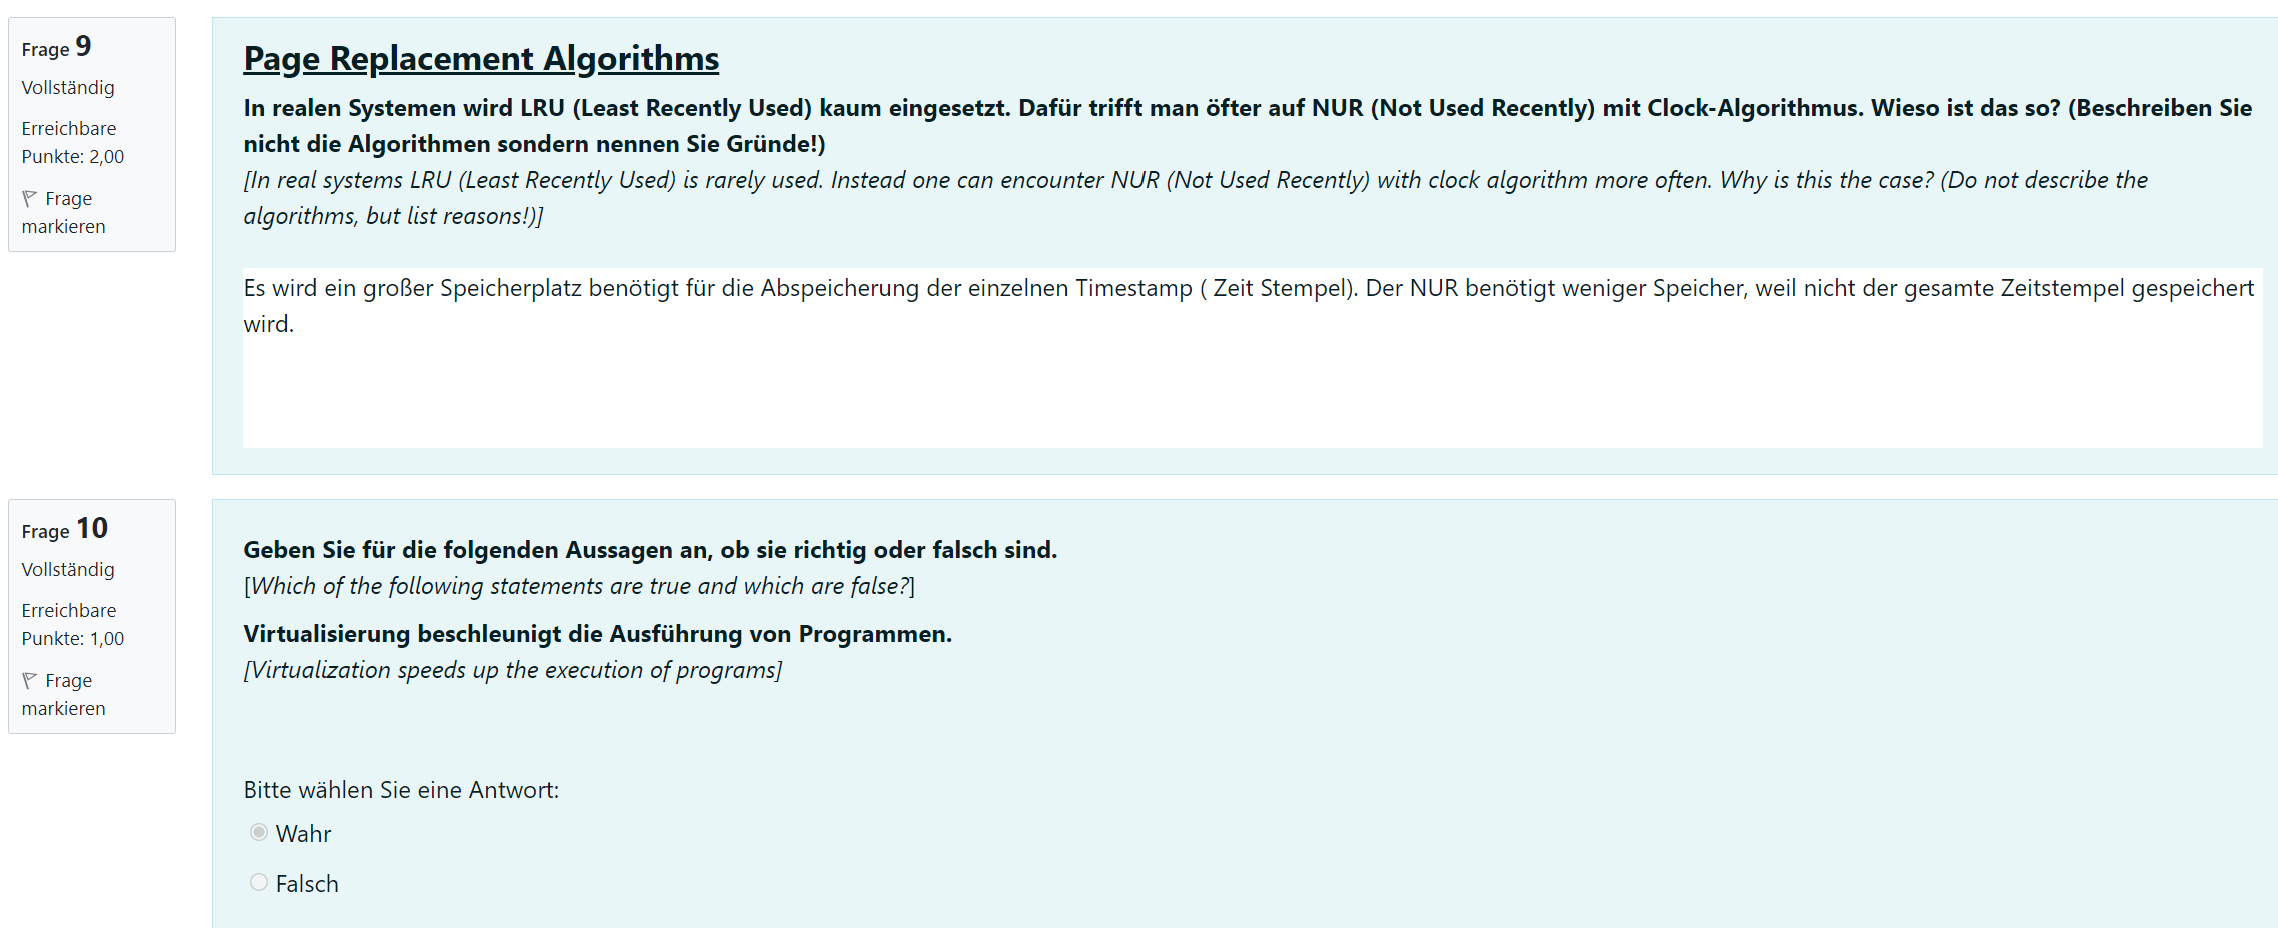 Frage 9
Vollständig
Erreichbare
Punkte: 2,00
Frage
markieren
Page Replacement Algorithms
In realen Systemen wird LRU (Least Recently Used) kaum eingesetzt. Dafür trifft man öfter auf NUR (Not Used Recently) mit Clock-Algorithmus. Wieso ist das so? (Beschreiben Sie
nicht die Algorithmen sondern nennen Sie Gründe!)
[In real systems LRU (Least Recently Used) is rarely used. Instead one can encounter NUR (Not Used Recently) with clock algorithm more often. Why is this the case? (Do not describe the
algorithms, but list reasons!)]
Es wird ein großer Speicherplatz benötigt für die Abspeicherung der einzelnen Timestamp ( Zeit Stempel). Der NUR benötigt weniger Speicher, weil nicht der gesamte Zeitstempel gespeichert
wird.
Frage 10
Vollständig
Erreichbare
Punkte: 1,00
Frage
markieren
Geben Sie für die folgenden Aussagen an, ob sie richtig oder falsch sind.
[Which of the following statements are true and which are false?]
Virtualisierung beschleunigt die Ausführung von Programmen.
[Virtualization speeds up the execution of programs]
Bitte wählen Sie eine Antwort:
Wahr
Falsch